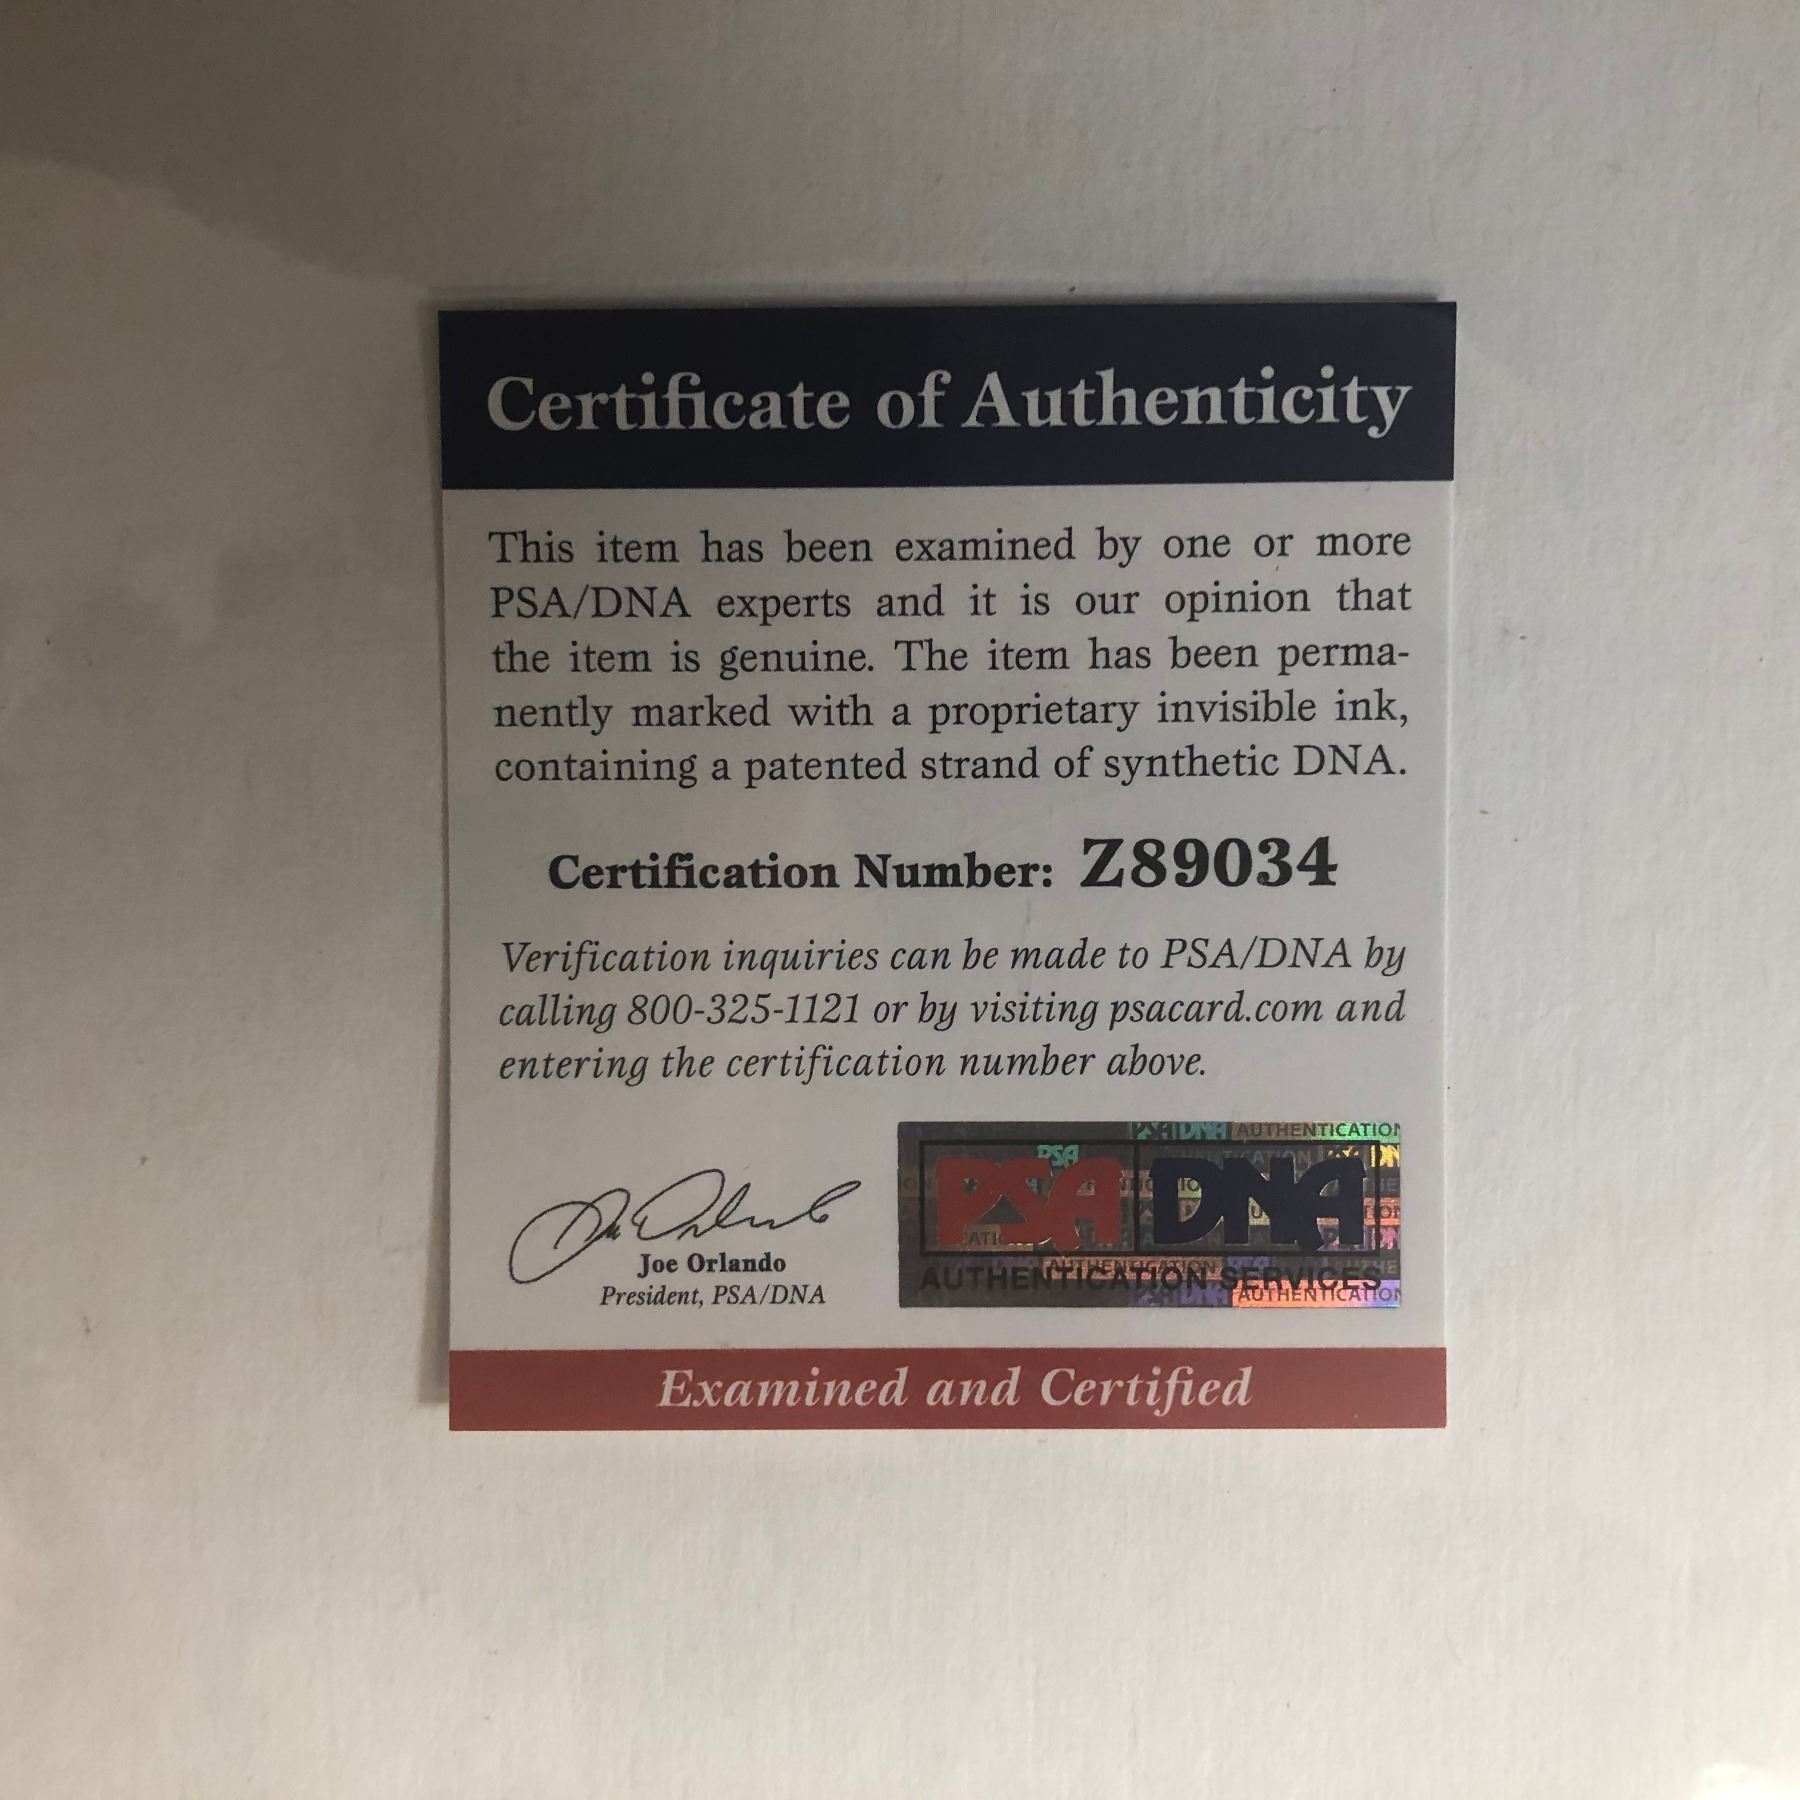 Certificate of Authenticity
This item has been examined by one or more
PSA/DNA experts and it is our opinion that
the item is genuine. The item has been perma-
nently marked with a proprietary invisible ink,
containing a patented strand of synthetic DNA.
Certification Number: Z89034
Verification inquiries can be made to PSA/DNA by
calling 800-325-1121 or by visiting psacard.com and
entering the certification number above.
Joe Orlando
President, PSA/DNA
PSA DNA
AUTHENTICATION SERVICES
Examined and Certified